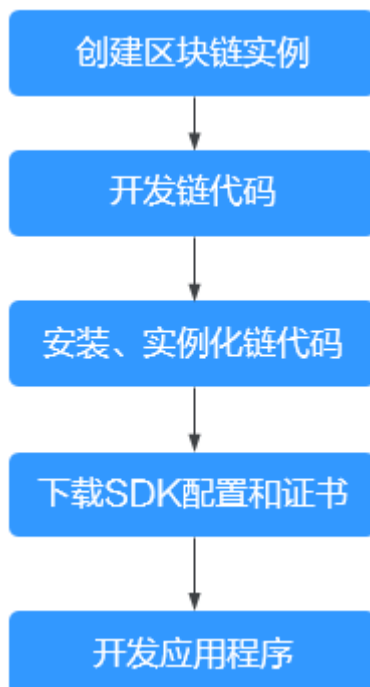 创建区块链实例
开发链代码
安装、实例化链代码
下载SDK配置和证书
开发应用程序